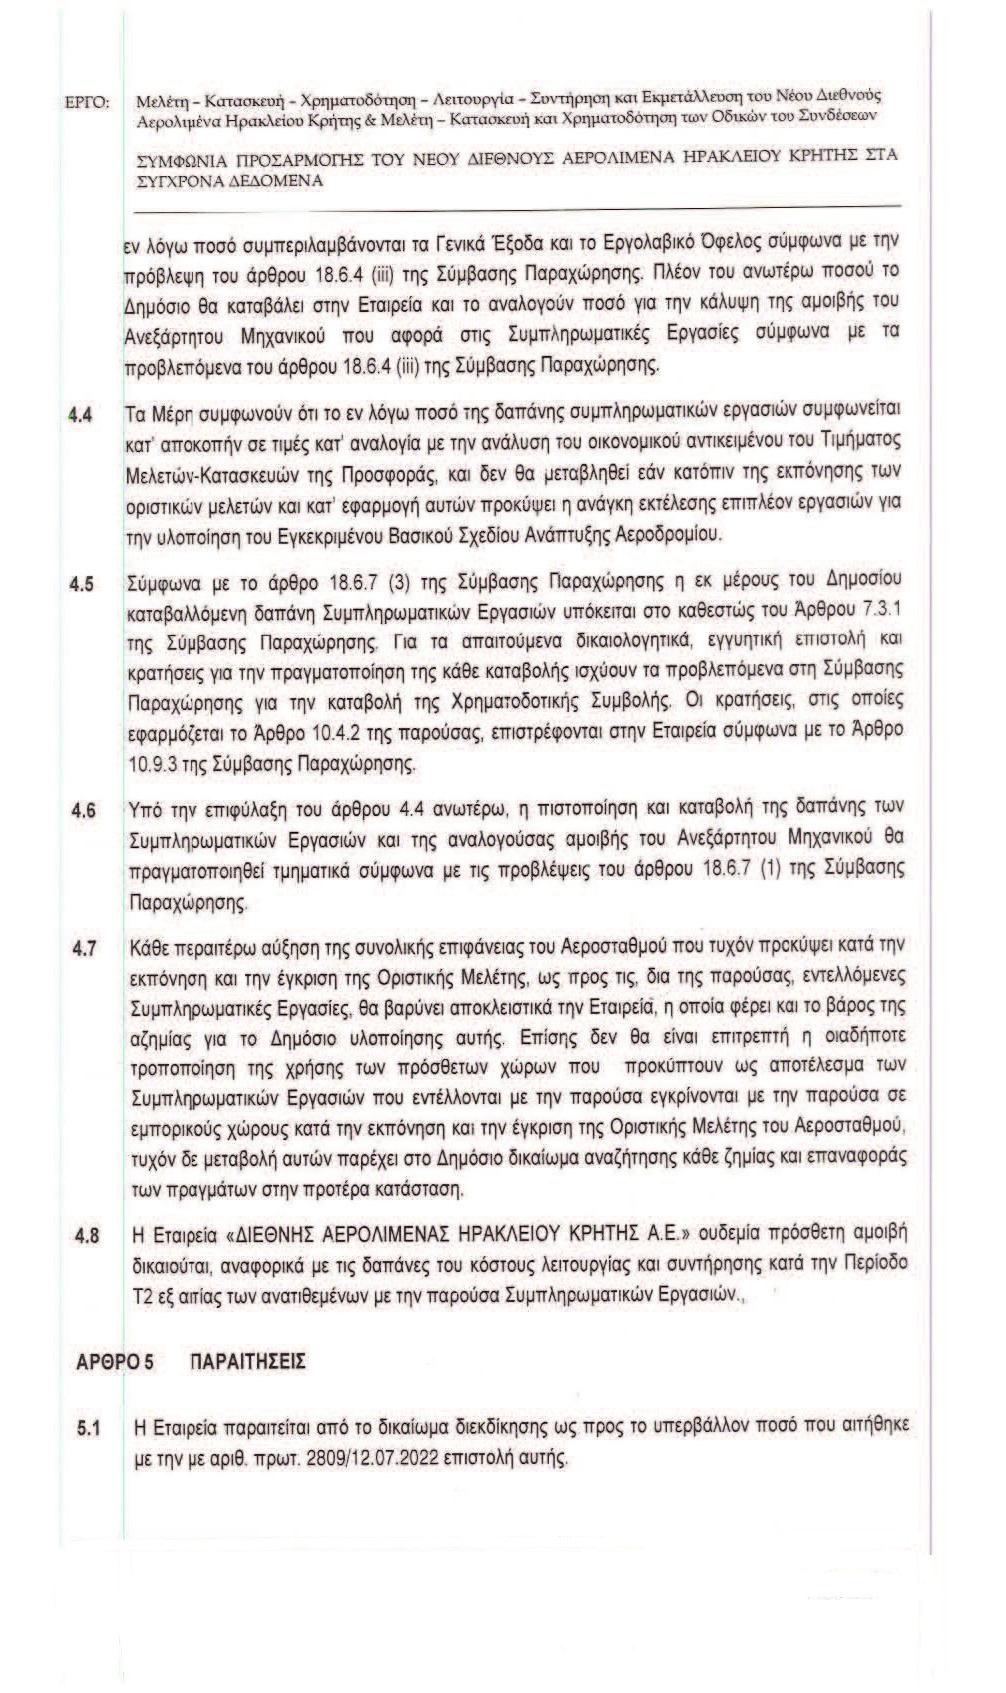 ΕΡΓΟ: Μελέτη – Κατασκευή – Χρηματοδότηση – Λειτουργία – Συντήρηση και Εκμετάλλευση του Νέου Διεθνούς
Αερολιμένα Ηρακλείου Κρήτης & Μελέτη – Κατασκευή και Χρηματοδότηση των Οδικών του Συνδέσεων
ΣΥΜΦΩΝΙΑ ΠΡΟΣΑΡΜΟΓΗΣ ΤΟΥ ΝΕΟΥ ΔΙΕΘΝΟΥΣ ΑΕΡΟΛΙΜΕΝΑ ΗΡΑΚΛΕΙΟΥ ΚΡΗΤΗΣ ΣΤΑ
ΣΥΓΧΡΟΝΑ ΔΕΔΟΜΕΝΑ
εν λόγω ποσό συμπεριλαμβάνονται τα Γενικά Έξοδα και το Εργολαβικό Όφελος σύμφωνα με την
πρόβλεψη του άρθρου 18.6.4 (iii) της Σύμβασης Παραχώρησης. Πλέον του ανωτέρω ποσού το
Δημόσιο θα καταβάλει στην Εταιρεία και το αναλογούν ποσό για την κάλυψη της αμοιβής του
Ανεξάρτητου Μηχανικού που αφορά στις Συμπληρωματικές Εργασίες σύμφωνα με τα
προβλεπόμενα του άρθρου 18.6.4 (iii) της Σύμβασης Παραχώρησης.
4.4 Τα Μέρη συμφωνούν ότι το εν λόγω ποσό της δαπάνης συμπληρωματικών εργασιών συμφωνείται
κατ' αποκοπήν σε τιμές κατ' αναλογία με την ανάλυση του οικονομικού αντικειμένου του Τιμήματος
Μελετών-Κατασκευών της Προσφοράς, και δεν θα μεταβληθεί εάν κατόπιν της εκπόνησης των
οριστικών μελετών και κατ' εφαρμογή αυτών προκύψει η ανάγκη εκτέλεσης επιπλέον εργασιών για
την υλοποίηση του Εγκεκριμένου Βασικού Σχεδίου Ανάπτυξης Αεροδρομίου.
4.5 Σύμφωνα με το άρθρο 18.6.7 (3) της Σύμβασης Παραχώρησης η εκ μέρους του Δημοσίου
καταβαλλόμενη δαπάνη Συμπληρωματικών Εργασιών υπόκειται στο καθεστώς του Άρθρου 7.3.1
της Σύμβασης Παραχώρησης. Για τα απαιτούμενα δικαιολογητικά, εγγυητική επιστολή και
κρατήσεις για την πραγματοποίηση της κάθε καταβολής ισχύουν τα προβλεπόμενα στη Σύμβασης
Παραχώρησης για την καταβολή της Χρηματοδοτικής Συμβολής. Οι κρατήσεις, στις οποίες
εφαρμόζεται το Άρθρο 10.4.2 της παρούσας, επιστρέφονται στην Εταιρεία σύμφωνα με το Άρθρο
10.9.3 της Σύμβασης Παραχώρησης.
4.6 Υπό την επιφύλαξη του άρθρου 4.4 ανωτέρω, η πιστοποίηση και καταβολή της δαπάνης των
Συμπληρωματικών Εργασιών και της αναλογούσας αμοιβής του Ανεξάρτητου Μηχανικού θα
πραγματοποιηθεί τμηματικά σύμφωνα με τις προβλέψεις του άρθρου 18.6.7 (1) της Σύμβασης
Παραχώρησης.
4.7 Κάθε περαιτέρω αύξηση της συνολικής επιφάνειας του Αεροσταθμού που τυχόν προκύψει κατά την
εκπόνηση και την έγκριση της Οριστικής Μελέτης, ως προς τις, δια της παρούσας, εντελλόμενες
Συμπληρωματικές Εργασίες, θα βαρύνει αποκλειστικά την Εταιρεία, η οποία φέρει και το βάρος της
αζημίας για το Δημόσιο υλοποίησης αυτής. Επίσης δεν θα είναι επιτρεπτή η οιαδήποτε
τροποποίηση της χρήσης των πρόσθετων χώρων που προκύπτουν ως αποτέλεσμα των
Συμπληρωματικών Εργασιών που εντέλλονται με την παρούσα εγκρίνονται με την παρούσα σε
εμπορικούς χώρους κατά την εκπόνηση και την έγκριση της Οριστικής Μελέτης του Αεροσταθμού,
τυχόν δε μεταβολή αυτών παρέχει στο Δημόσιο δικαίωμα αναζήτησης κάθε ζημίας και επαναφοράς
των πραγμάτων στην προτέρα κατάσταση.
4.8 Η Εταιρεία «ΔΙΕΘΝΗΣ ΑΕΡΟΛΙΜΕΝΑΣ ΗΡΑΚΛΕΙΟΥ ΚΡΗΤΗΣ Α.Ε.» ουδεμία πρόσθετη αμοιβή
δικαιούται, αναφορικά με τις δαπάνες του κόστους λειτουργίας και συντήρησης κατά την Περίοδο
Τ2 εξ αιτίας των ανατιθεμένων με την παρούσα Συμπληρωματικών Εργασιών.,
ΑΡΘΡΟ 5 ΠΑΡΑΙΤΗΣΕΙΣ
5.1 Η Εταιρεία παραιτείται από το δικαίωμα διεκδίκησης ως προς το υπερβάλλον ποσό που αιτήθηκε
με την με αριθ. πρωτ. 2809/12.07.2022 επιστολή αυτής.